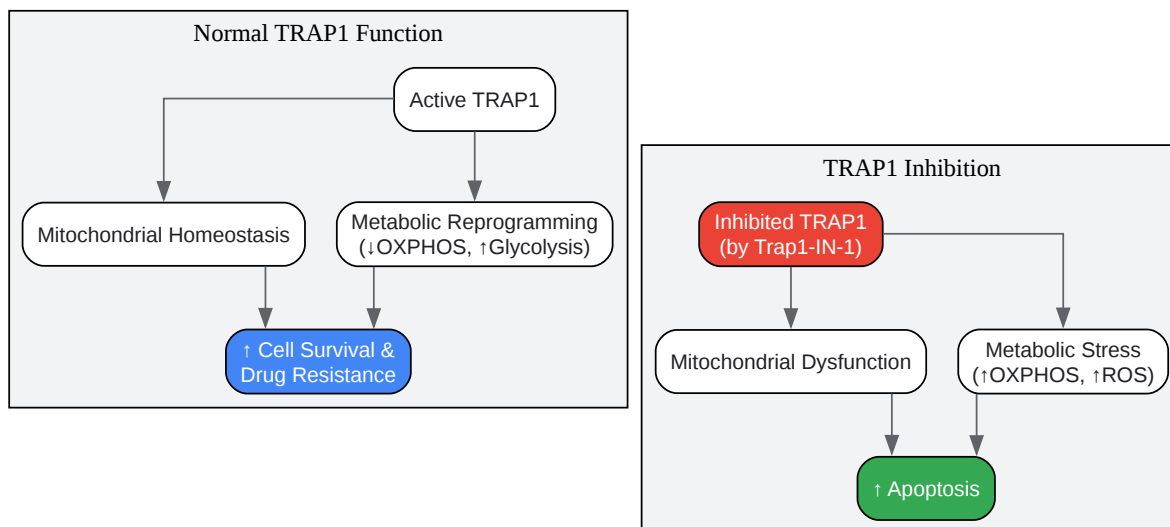 Normal TRAP1 Function
Active TRAP1
Mitochondrial Homeostasis
Metabolic Reprogramming
(↓OXPHOS, ↑Glycolysis)
↑ Cell Survival &
Drug Resistance
TRAP1 Inhibition
Inhibited TRAP1
(by Trap1-IN-1)
Mitochondrial Dysfunction
Metabolic Stress
(↑OXPHOS, ↑ROS)
↑ Apoptosis